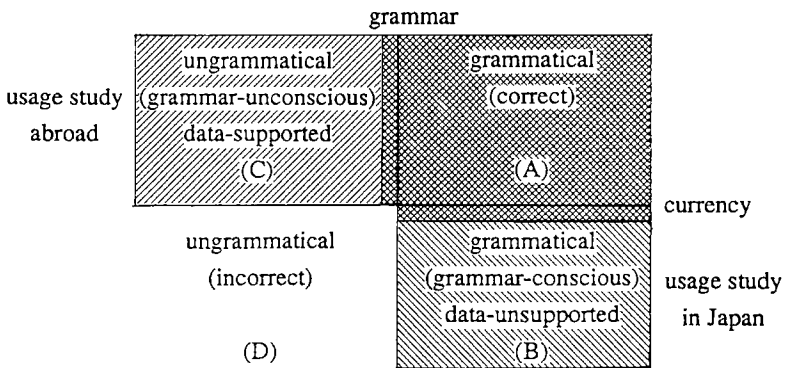 grammar
usage study
abroad
ungrammatical
(grammar-unconscious)
data-supported
(C)
grammatical
(correct)
(A)
currency
ungrammatical
(incorrect)
(D)
grammatical
(grammar-conscious)
data-unsupported
(B)
usage study
in Japan